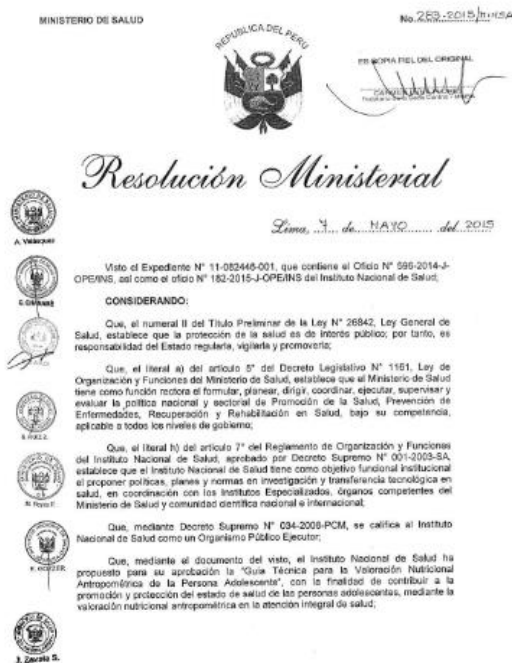 MINISTERIO DE SALUD
No. 283-2015/MINSA
REPUBLICA DEL PERU
ES COPIA FIEL DEL ORIGINAL
Resolución Ministerial
Lima, 7 de MAYO del 2015
A. Velásquez
Visto el Expediente N° 11-082446-001, que contiene el Oficio N° 596-2014-J-
OPE/INS, así como el oficio N° 182-2015-J-OPE/INS del Instituto Nacional de Salud;
CONSIDERANDO:
Que, el numeral II del Título Preliminar de la Ley N° 26842, Ley General de
Salud, establece que la protección de la salud es de interés público; por tanto, es
responsabilidad del Estado regularla, vigilarla y promoverla;
Que, el literal a) del artículo 5° del Decreto Legislativo N° 1161, Ley de
Organización y Funciones del Ministerio de Salud, establece que el Ministerio de Salud
tiene como función rectora el formular, planear, dirigir, coordinar, ejecutar, supervisar y
evaluar la política nacional y sectorial de Promoción de la Salud, Prevención de
Enfermedades, Recuperación y Rehabilitación en Salud, bajo su competencia,
aplicable a todos los niveles de gobierno;
Que, el literal h) del artículo 7° del Reglamento de Organización y Funciones
del Instituto Nacional de Salud, aprobado por Decreto Supremo N° 001-2003-SA,
establece que el Instituto Nacional de Salud tiene como objetivo funcional institucional
el proponer políticas, planes y normas en investigación y transferencia tecnológica en
salud, en coordinación con los Institutos Especializados, órganos competentes del
Ministerio de Salud y comunidad científica nacional e internacional;
Que, mediante Decreto Supremo N° 034-2008-PCM, se califica al Instituto
Nacional de Salud como un Organismo Público Ejecutor;
Que, mediante el documento del visto, el Instituto Nacional de Salud ha
propuesto para su aprobación la "Guía Técnica para la Valoración Nutricional
Antropométrica de la Persona Adolescente", con la finalidad de contribuir a la
promoción y protección del estado de salud de las personas adolescentes, mediante la
valoración nutricional antropométrica en la atención integral de salud;
J. Zavala S.